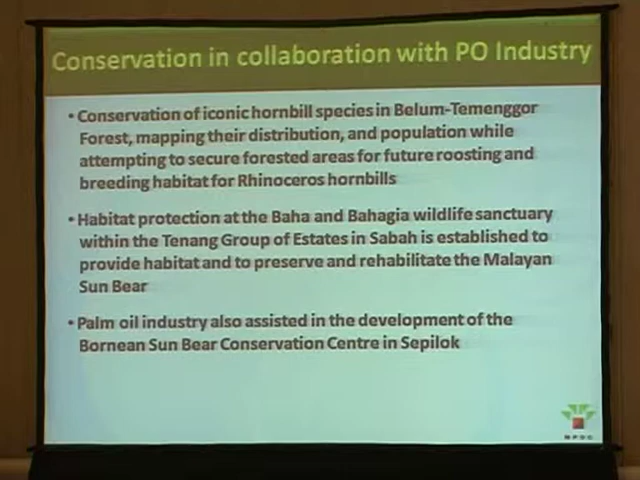 Conservation in collaboration with PO Industry
• Conservation of iconic hornbill species in Belum-Temenggor
Forest, mapping their distribution, and population while
attempting to secure forested areas for future roosting and
breeding habitat for Rhinoceros hornbills
• Habitat protection at the Baha and Bahagia wildlife sanctuary
within the Tenang Group of Estates in Sabah is established to
provide habitat and to preserve and rehabilitate the Malayan
Sun Bear
• Palm oil industry also assisted in the development of the
Bornean Sun Bear Conservation Centre in Sepilok
MPOC